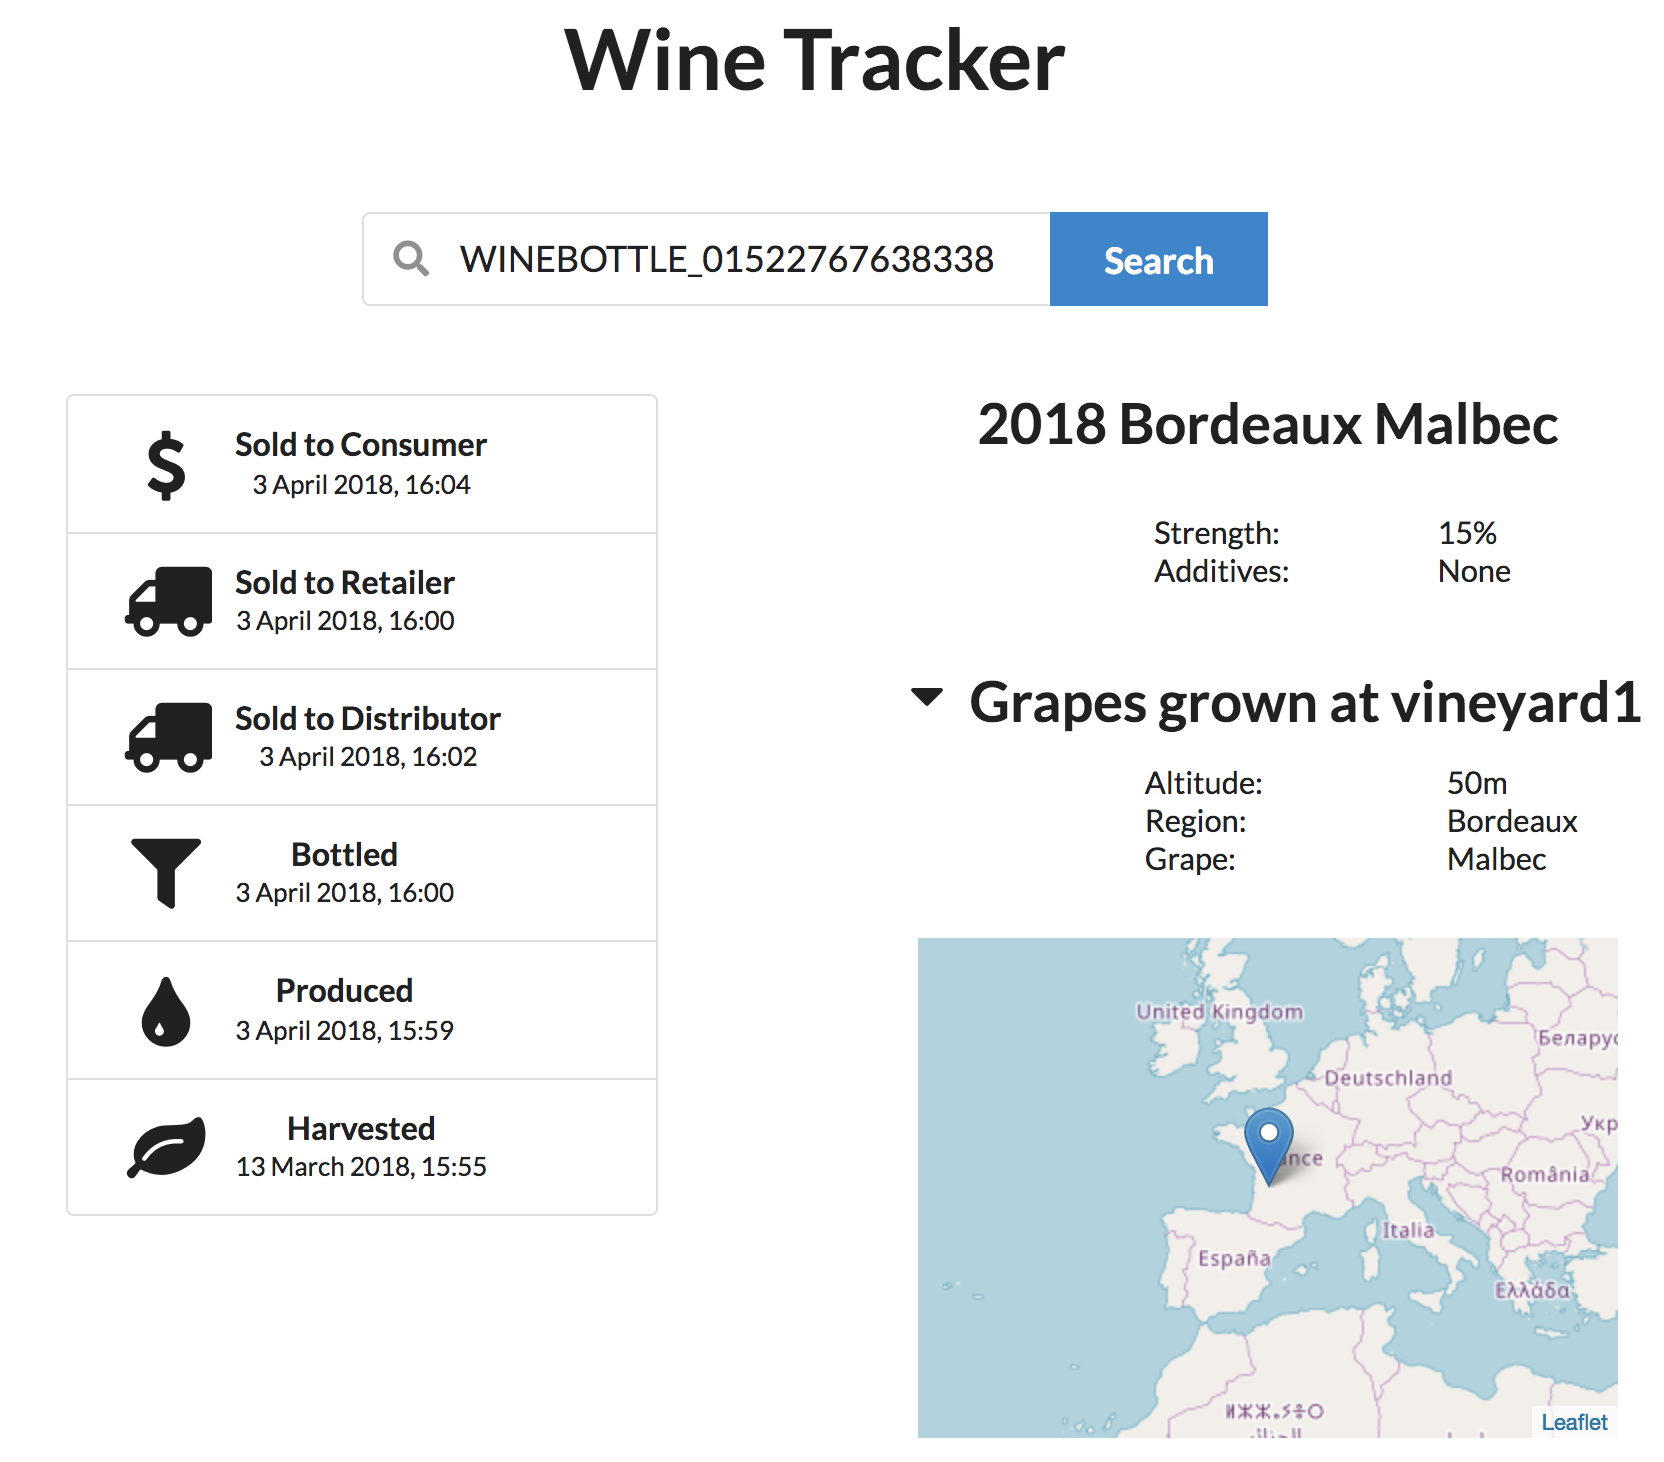 Wine Tracker
WINEBOTTLE_01522767638338
Search
Sold to Consumer
3 April 2018, 16:04
Sold to Retailer
3 April 2018, 16:00
Sold to Distributor
3 April 2018, 16:02
Bottled
3 April 2018, 16:00
Produced
3 April 2018, 15:59
Harvested
13 March 2018, 15:55
2018 Bordeaux Malbec
Strength: 15%
Additives: None
Grapes grown at vineyard1
Altitude: 50m
Region: Bordeaux
Grape: Malbec
United Kingdom
Беларус
Deutschland
Укр
nce
România
Italia
España
Ελλάδα
ⵍⵣⵣⴰⵢⴻⵔ
Leaflet